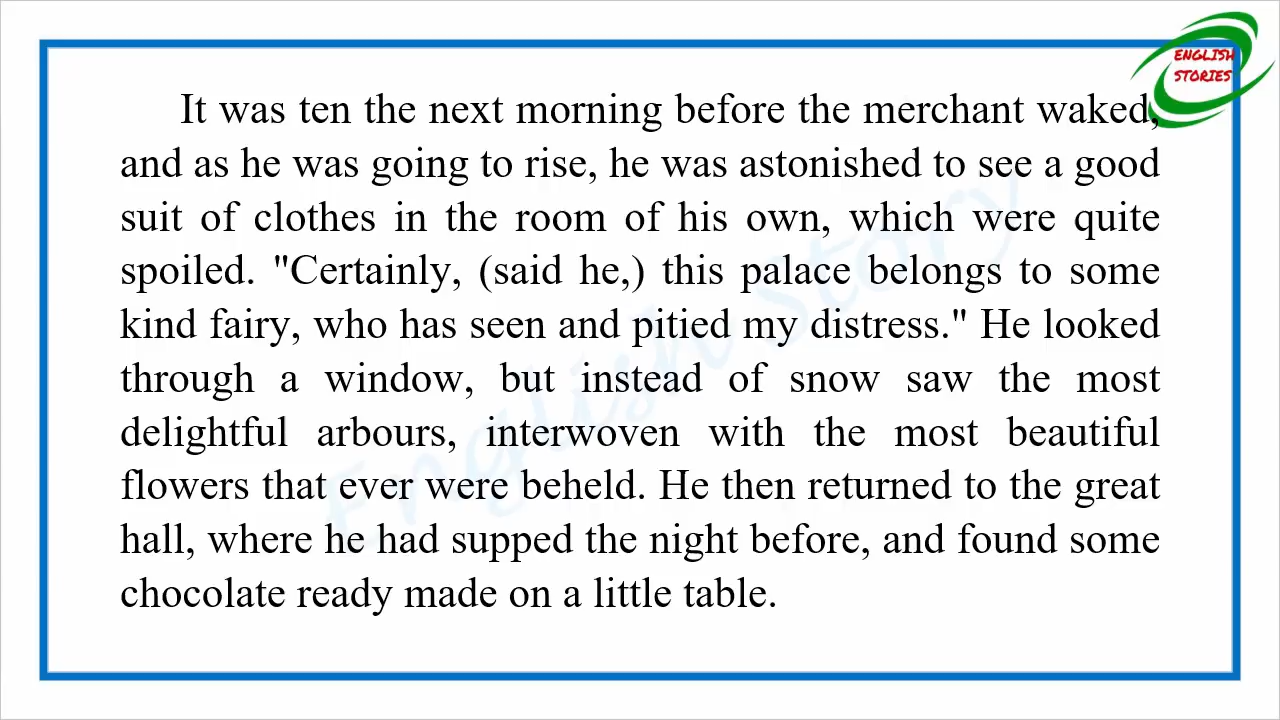 ENGLISH
STORIES
It was ten the next morning before the merchant waked,
and as he was going to rise, he was astonished to see a good
suit of clothes in the room of his own, which were quite
spoiled. "Certainly, (said he,) this palace belongs to some
kind fairy, who has seen and pitied my distress." He looked
through a window, but instead of snow saw the most
delightful arbours, interwoven with the most beautiful
flowers that ever were beheld. He then returned to the great
hall, where he had supped the night before, and found some
chocolate ready made on a little table.
English Story